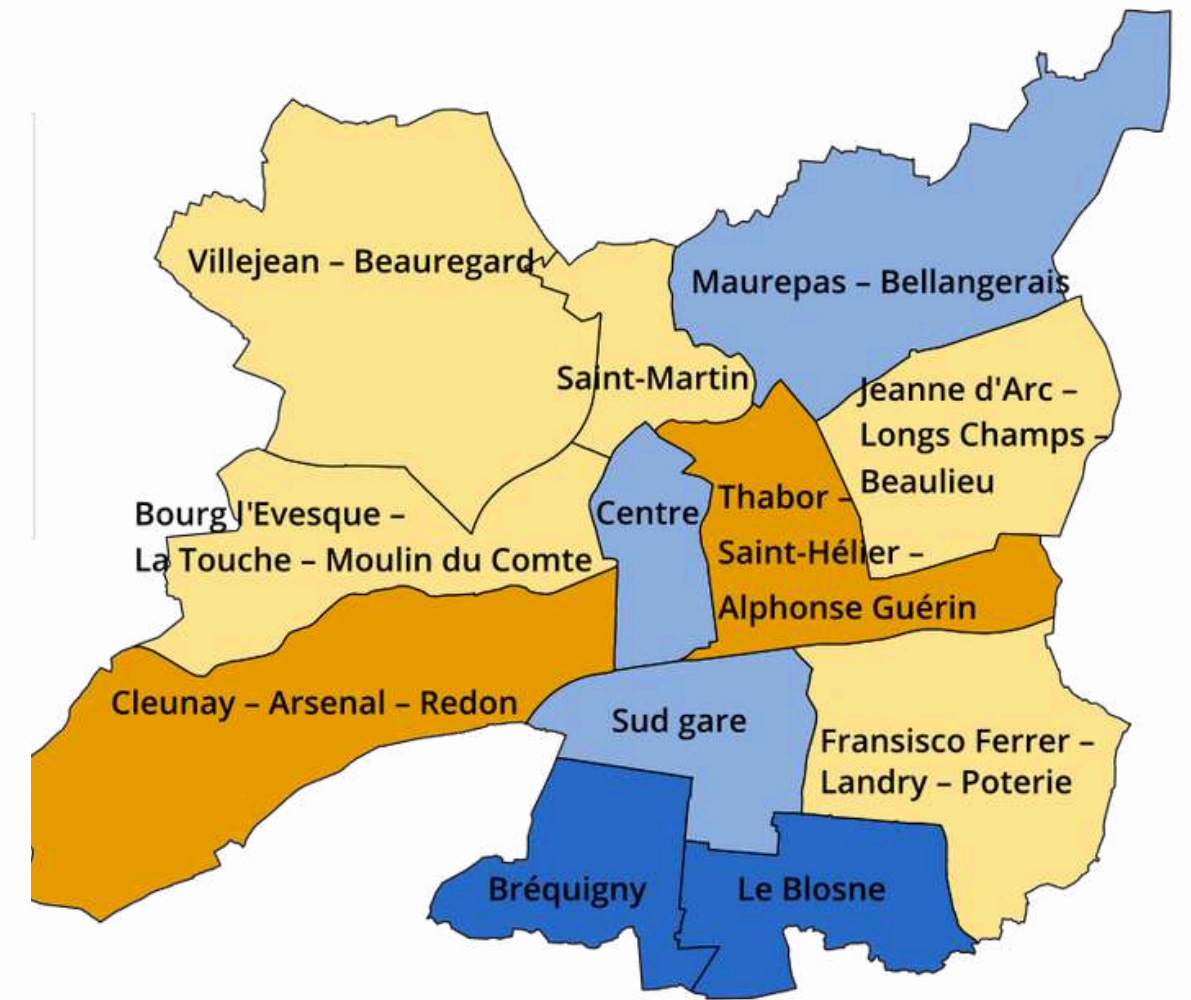 Villejean – Beauregard
Maurepas – Bellangerais
Saint-Martin
Jeanne d'Arc –
Longs Champs –
Beaulieu
Bourg l'Evesque –
La Touche – Moulin du Comte
Centre
Thabor –
Saint-Hélier –
Alphonse Guérin
Cleunay – Arsenal – Redon
Sud gare
Fransisco Ferrer –
Landry – Poterie
Bréquigny
Le Blosne